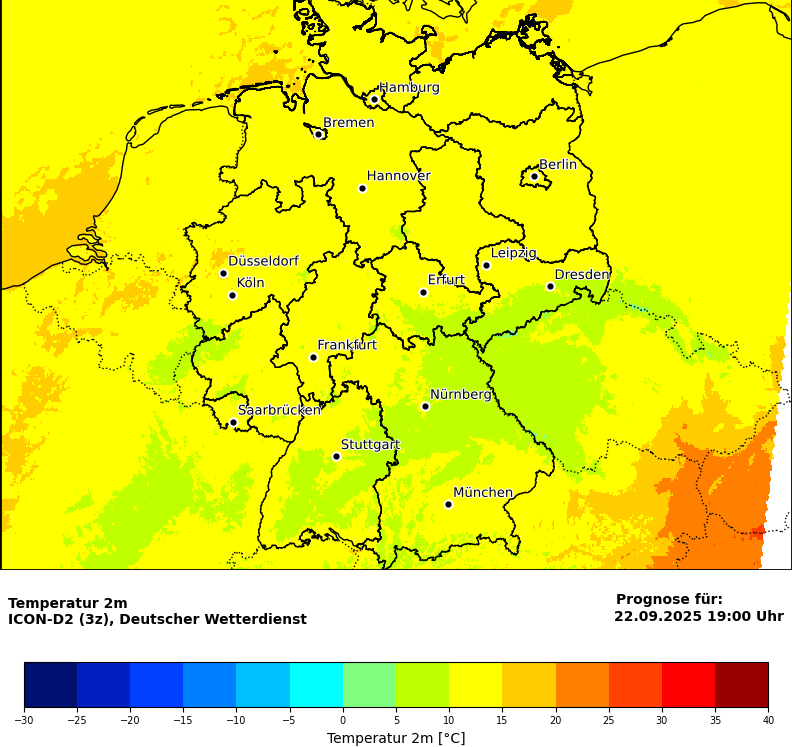 Hamburg
Bremen
Berlin
Hannover
Leipzig
Düsseldorf
Dresden
Köln
Erfurt
Frankfurt
Nürnberg
Saarbrücken
Stuttgart
München
Temperatur 2m
ICON-D2 (3z), Deutscher Wetterdienst
Prognose für:
22.09.2025 19:00 Uhr
−30 −25 −20 −15 −10 −5 0 5 10 15 20 25 30 35 40
Temperatur 2m [°C]